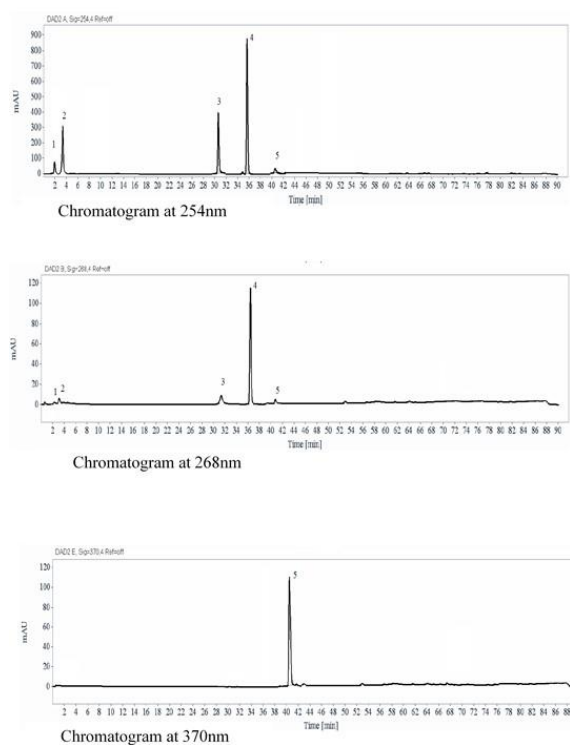 DAD2 A, Sig=254,4 Ref=off
mAU
900
800
700
600
500
400
300
200
100
0
1
2
3
4
5
2 4 6 8 10 12 14 16 18 20 22 24 26 28 30 32 34 36 38 40 42 44 46 48 50 52 54 56 58 60 62 64 66 68 70 72 74 76 78 80 82 84 86 88 90
Time [min]
Chromatogram at 254nm
DAD2 B, Sig=268,4 Ref=off
mAU
120
100
80
60
40
20
0
1
2
3
4
5
2 4 6 8 10 12 14 16 18 20 22 24 26 28 30 32 34 36 38 40 42 44 46 48 50 52 54 56 58 60 62 64 66 68 70 72 74 76 78 80 82 84 86 88 90
Time [min]
Chromatogram at 268nm
DAD2 E, Sig=370,4 Ref=off
mAU
120
100
80
60
40
20
0
5
2 4 6 8 10 12 14 16 18 20 22 24 26 28 30 32 34 36 38 40 42 44 46 48 50 52 54 56 58 60 62 64 66 68 70 72 74 76 78 80 82 84 86 88
Time [min]
Chromatogram at 370nm